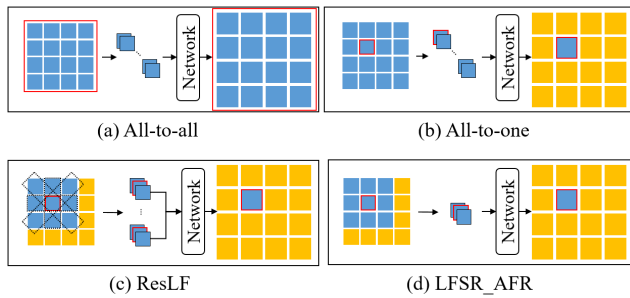 Network
(a) All-to-all
Network
(b) All-to-one
Network
(c) ResLF
Network
(d) LFSR_AFR